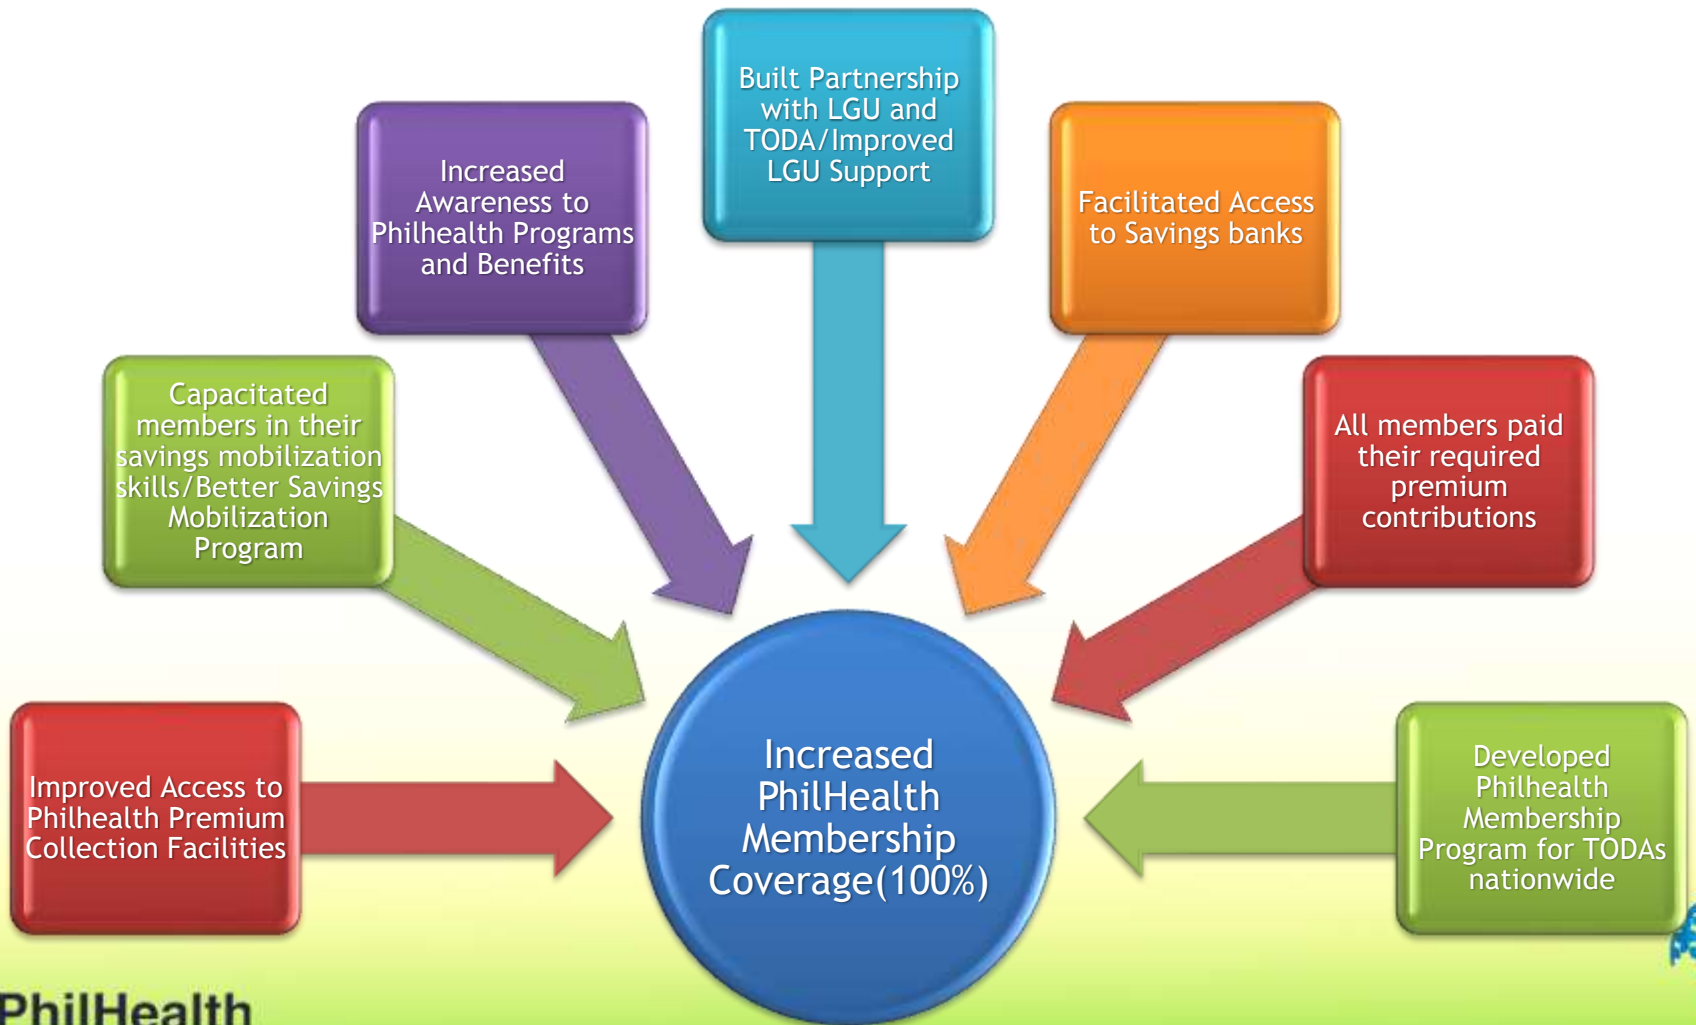 Built Partnership
with LGU and
TODA/Improved
LGU Support
Increased
Awareness to
Philhealth Programs
and Benefits
Facilitated Access
to Savings banks
Capacitated
members in their
savings mobilization
skills/Better Savings
Mobilization
Program
All members paid
their required
premium
contributions
Improved Access to
Philhealth Premium
Collection Facilities
Increased
PhilHealth
Membership
Coverage(100%)
Developed
Philhealth
Membership
Program for TODAs
nationwide
PhilHealth